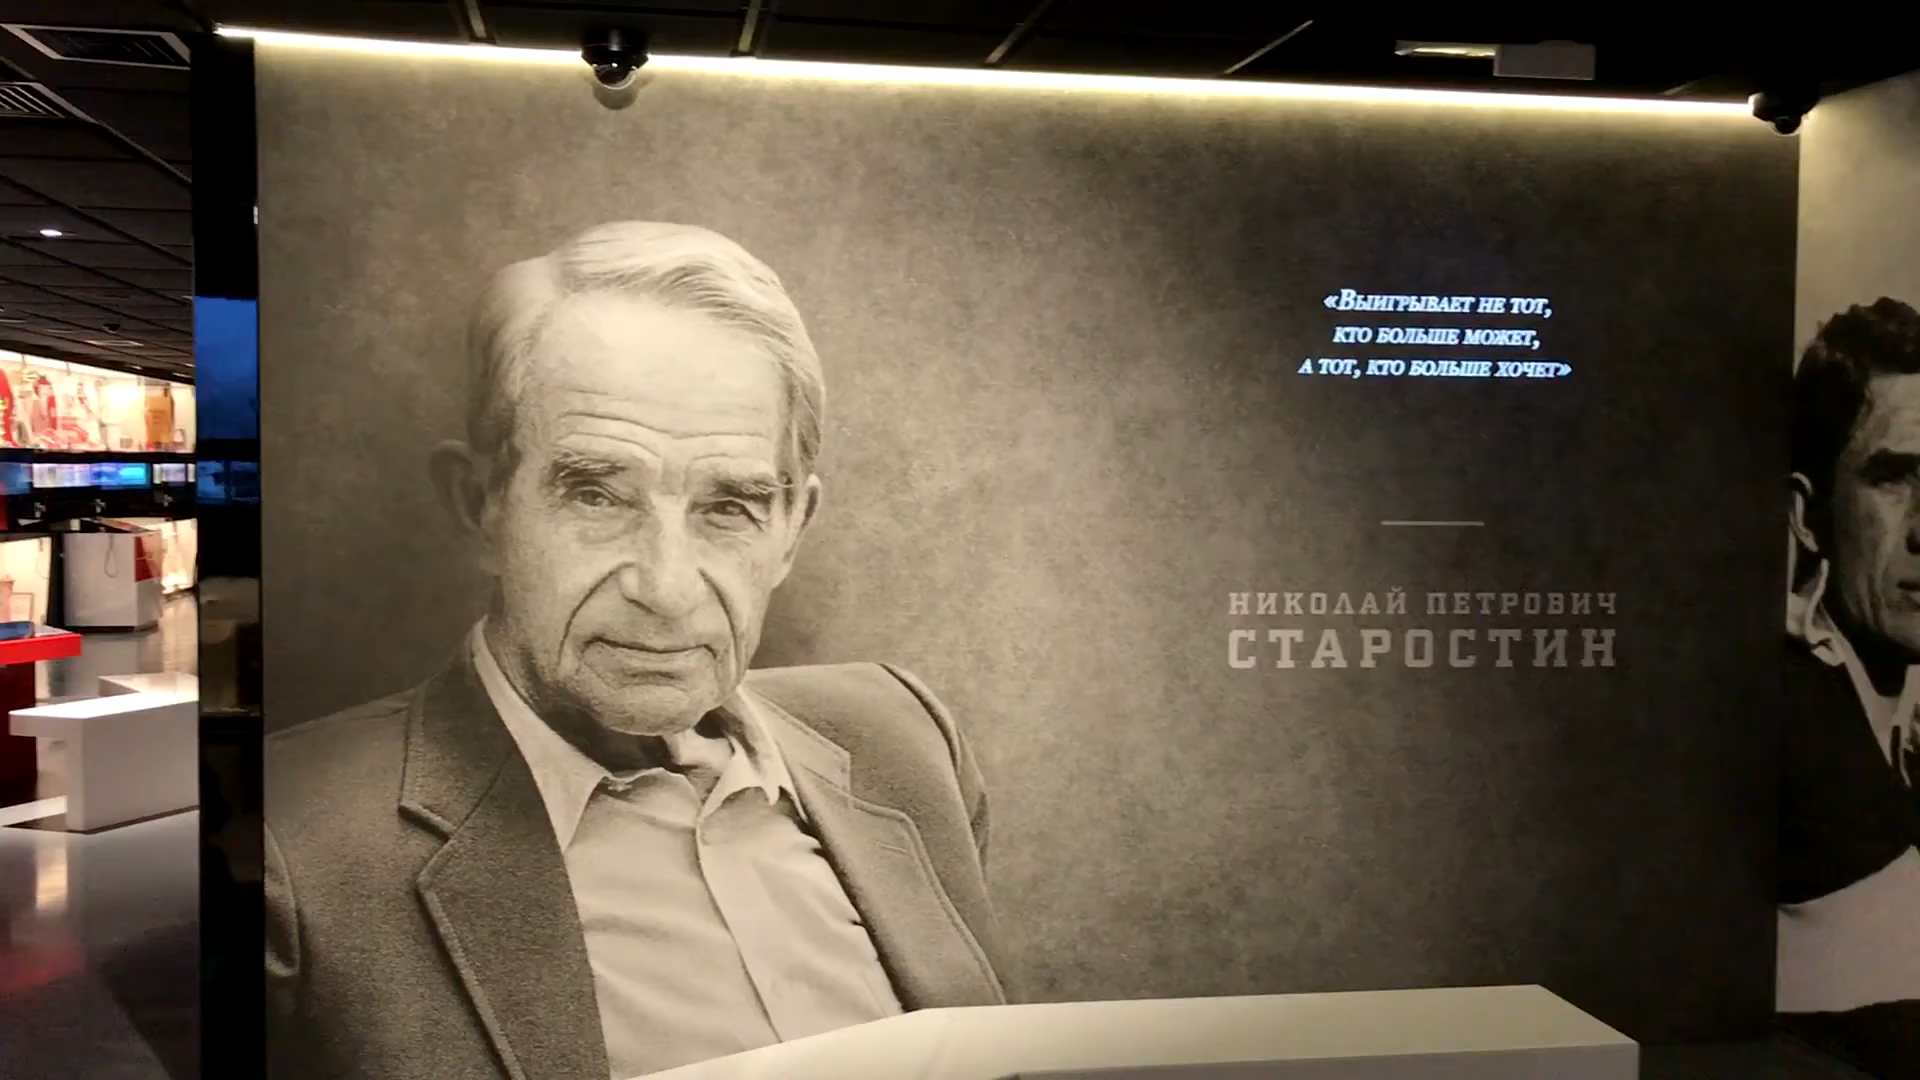 «Выигрывает не тот,
кто больше может,
а тот, кто больше хочет»
НИКОЛАЙ ПЕТРОВИЧ
СТАРОСТИН